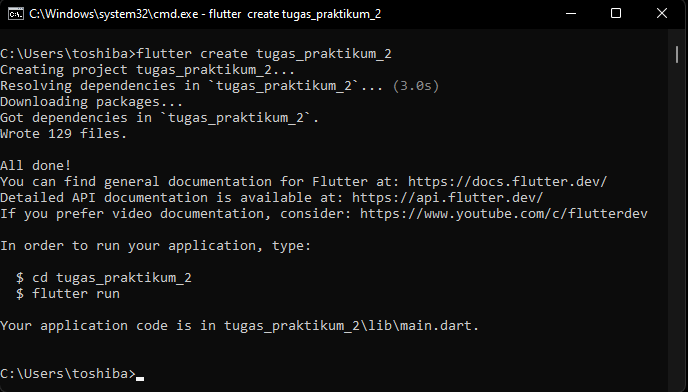 C:\Windows\system32\cmd.exe - flutter  create tugas_praktikum_2
C:\Users\toshiba>flutter create tugas_praktikum_2
Creating project tugas_praktikum_2...
Resolving dependencies in `tugas_praktikum_2`... (3.0s)
Downloading packages...
Got dependencies in `tugas_praktikum_2`.
Wrote 129 files.
All done!
You can find general documentation for Flutter at: https://docs.flutter.dev/
Detailed API documentation is available at: https://api.flutter.dev/
If you prefer video documentation, consider: https://www.youtube.com/c/flutterdev
In order to run your application, type:
$ cd tugas_praktikum_2
$ flutter run
Your application code is in tugas_praktikum_2\lib\main.dart.
C:\Users\toshiba>